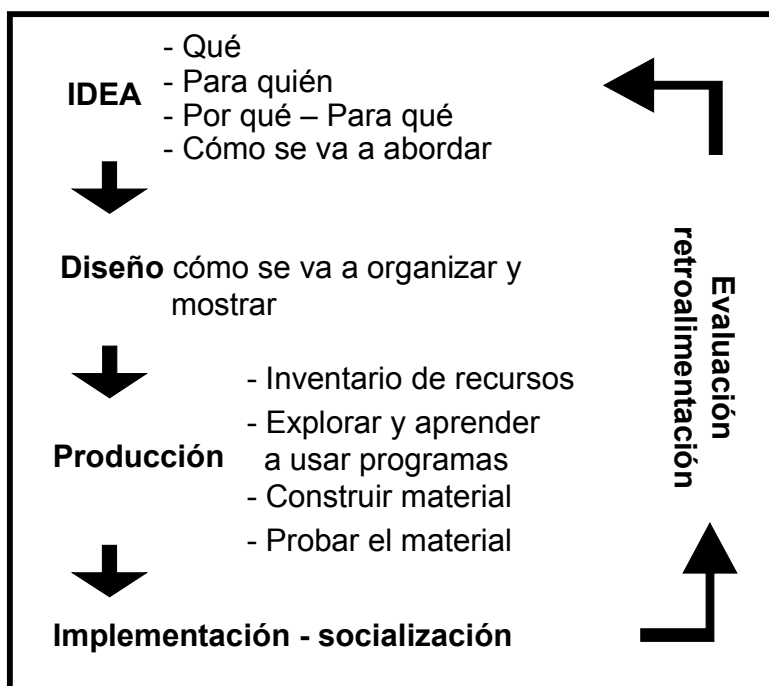 - Qué
IDEA - Para quién
- Por qué – Para qué
- Cómo se va a abordar
Diseño cómo se va a organizar y
mostrar
- Inventario de recursos
- Explorar y aprender
Producción a usar programas
- Construir material
- Probar el material
Implementación - socialización
Evaluación
retroalimentación